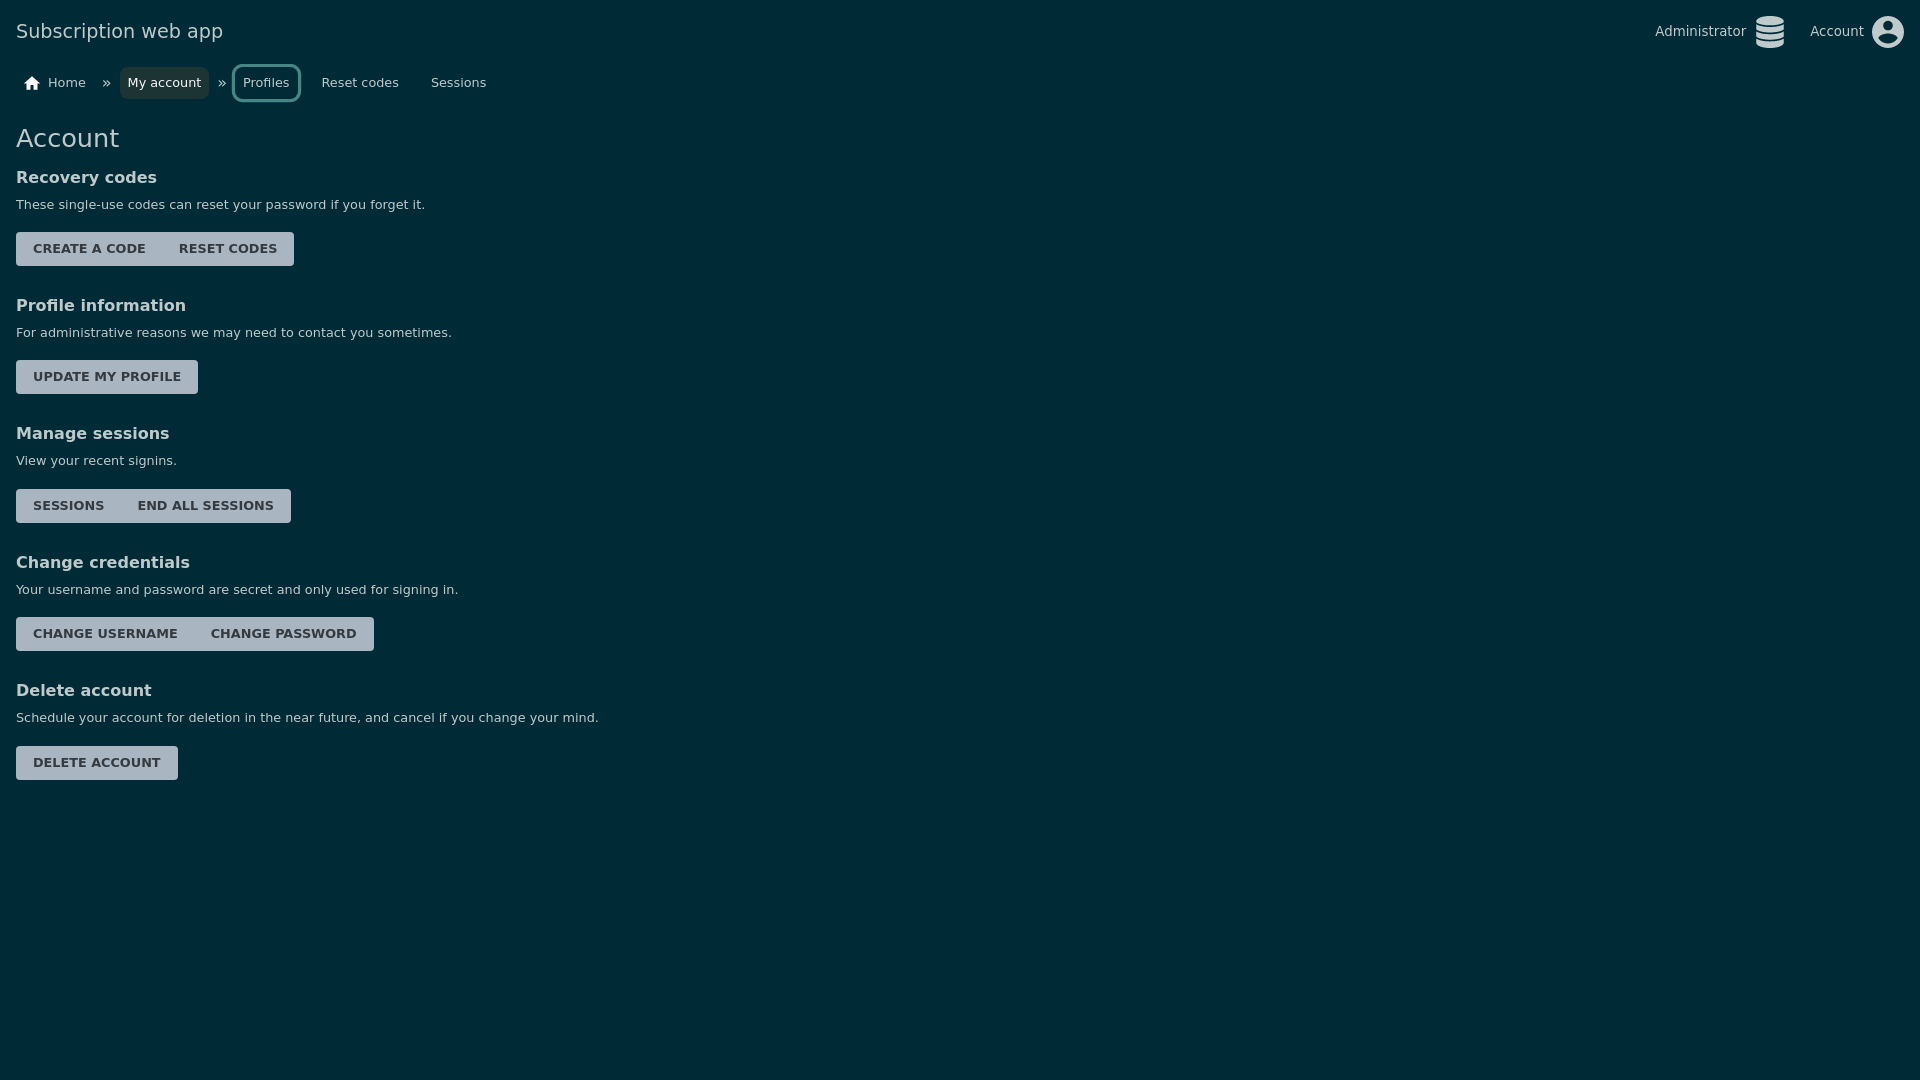 Subscription web app
Administrator
Account
Home » My account » Profiles Reset codes Sessions
Account
Recovery codes
These single-use codes can reset your password if you forget it.
CREATE A CODE RESET CODES
Profile information
For administrative reasons we may need to contact you sometimes.
UPDATE MY PROFILE
Manage sessions
View your recent signins.
SESSIONS END ALL SESSIONS
Change credentials
Your username and password are secret and only used for signing in.
CHANGE USERNAME CHANGE PASSWORD
Delete account
Schedule your account for deletion in the near future, and cancel if you change your mind.
DELETE ACCOUNT